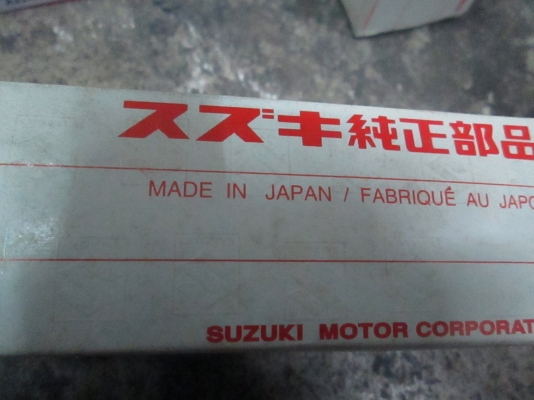 スズキ純正部品
MADE IN JAPAN / FABRIQUÉ AU JAPO
SUZUKI MOTOR CORPORAT